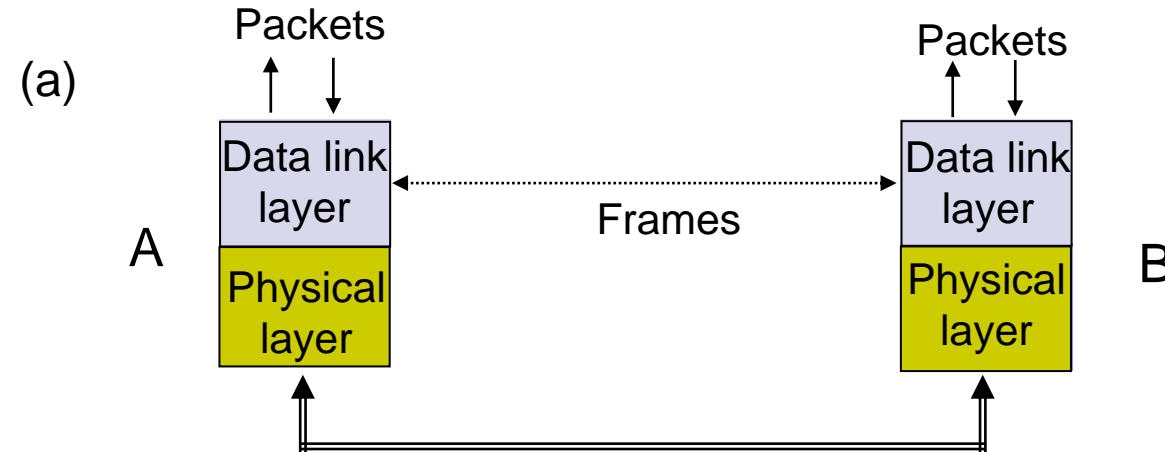 Packets
Packets
(a)
Data link
layer
Data link
layer
Frames
A
B
Physical
layer
Physical
layer